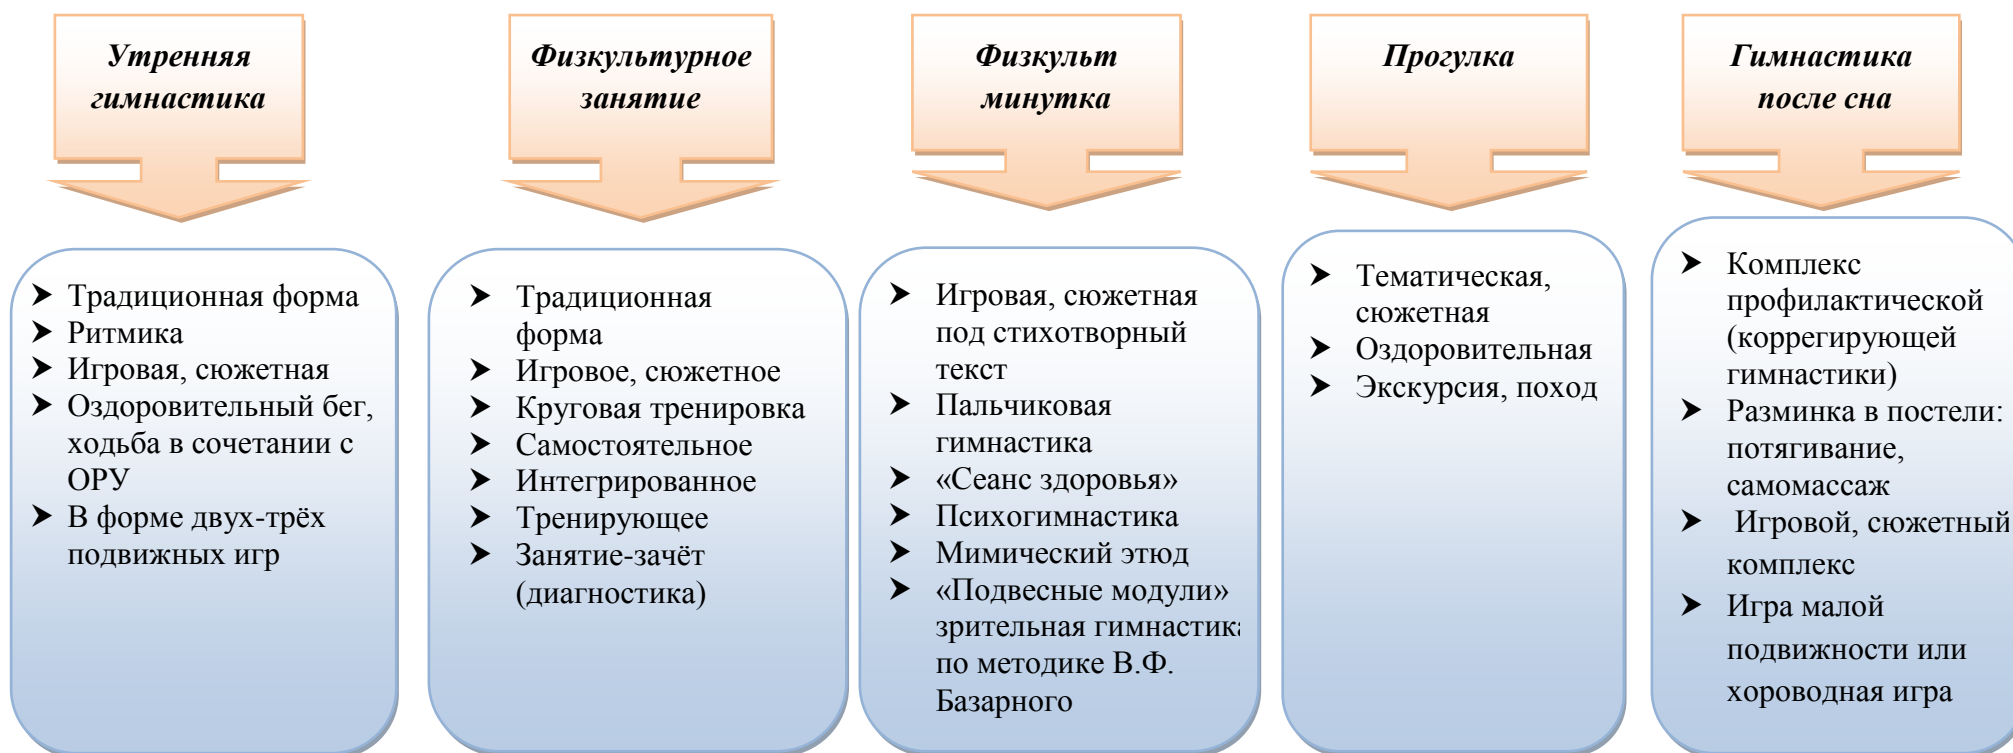 Утренняя
гимнастика
Традиционная форма
Ритмика
Игровая, сюжетная
Оздоровительный бег,
ходьба в сочетании с
ОРУ
В форме двух-трёх
подвижных игр
Физкультурное
занятие
Традиционная
форма
Игровое, сюжетное
Круговая тренировка
Самостоятельное
Интегрированное
Тренирующее
Занятие-зачёт
(диагностика)
Физкульт
минутка
Игровая, сюжетная
под стихотворный
текст
Пальчиковая
гимнастика
«Сеанс здоровья»
Психогимнастика
Мимический этюд
«Подвесные модули»
зрительная гимнастика
по методике В.Ф.
Базарного
Прогулка
Тематическая,
сюжетная
Оздоровительная
Экскурсия, поход
Гимнастика
после сна
Комплекс
профилактической
(коррегирующей
гимнастики)
Разминка в постели:
потягивание,
самомассаж
Игровой, сюжетный
комплекс
Игра малой
подвижности или
хороводная игра